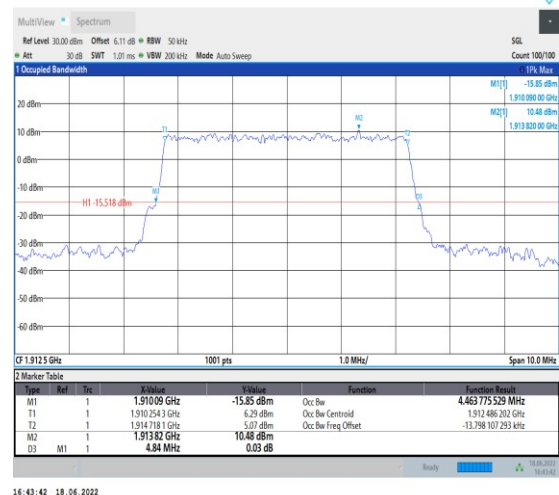 MultiView Spectrum
Ref Level 30.00 dBm Offset 6.11 dB RBW 50 kHz SGL
Att 30 dB SWT 1.01 ms VBW 200 kHz Mode Auto Sweep Count 100/100
1 Occupied Bandwidth 1Pk Max
M1[1] -15.85 dBm
1.910 090 00 GHz
M2[1] 10.48 dBm
1.913 820 00 GHz
20 dBm
M2
T1
T2
10 dBm
0 dBm
-10 dBm
M1
D3
H1 -15.518 dBm
-20 dBm
-30 dBm
-40 dBm
-50 dBm
-60 dBm
CF 1.912 5 GHz 1001 pts 1.0 MHz/ Span 10.0 MHz
2 Marker Table
Type Ref Trc X-Value Y-Value Function Function Result
M1 1 1.910 09 GHz -15.85 dBm Occ Bw 4.463 775 529 MHz
T1 1 1.910 254 3 GHz 6.29 dBm Occ Bw Centroid 1.912 486 202 GHz
T2 1 1.914 718 1 GHz 5.07 dBm Occ Bw Freq Offset -13.798 107 293 kHz
M2 1 1.913 82 GHz 10.48 dBm
D3 M1 1 4.84 MHz 0.03 dB
Ready 18.06.2022
16:43:42
16:43:42 18.06.2022